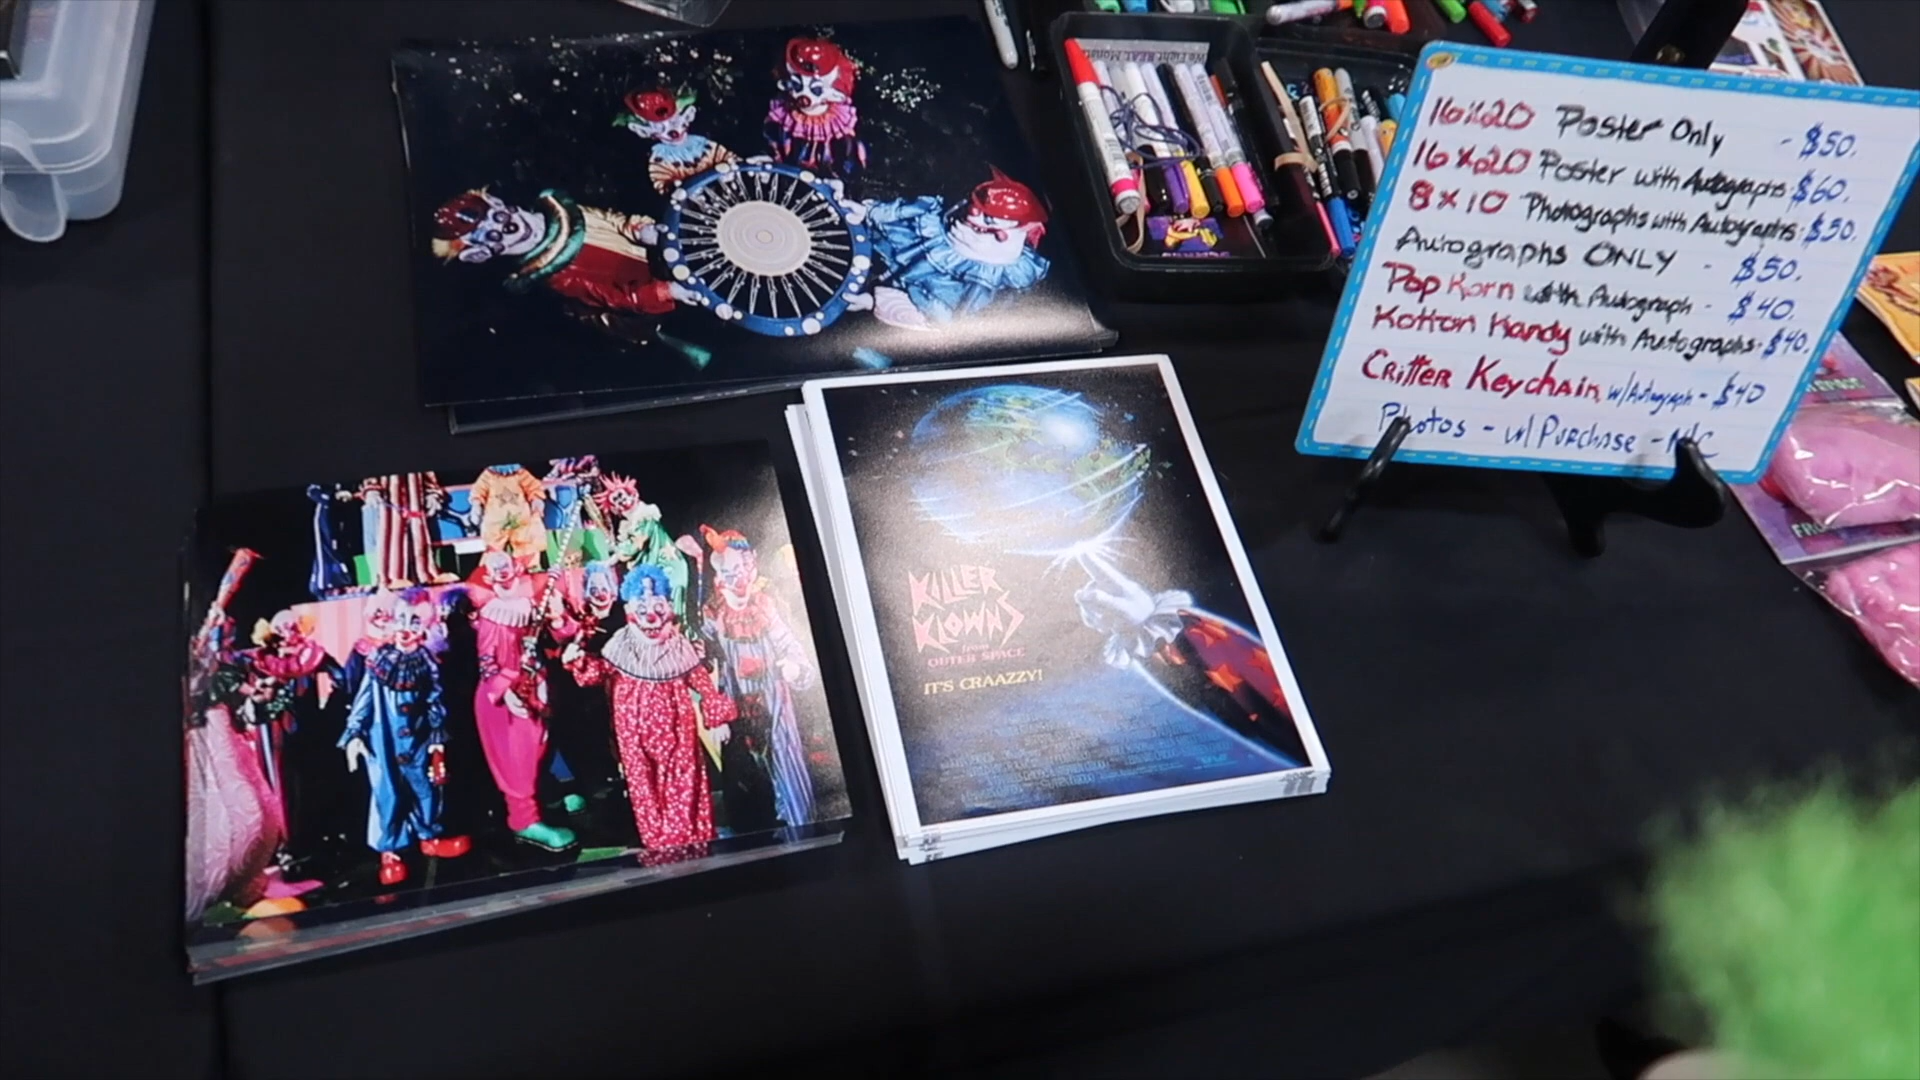 16x20 Poster Only - $50.
16x20 Poster with Autographs: $60.
8x10 Photographs with Autographs: $50.
Autographs ONLY - $50.
Pop Korn with Autograph - $40.
Kotton Kandy with Autographs: $40.
Critter Keychain w/Autograph - $40
Photos - w/ Purchase - N/C
KILLER
KLOWNS
from
OUTER SPACE
IT'S CRAAZZY!